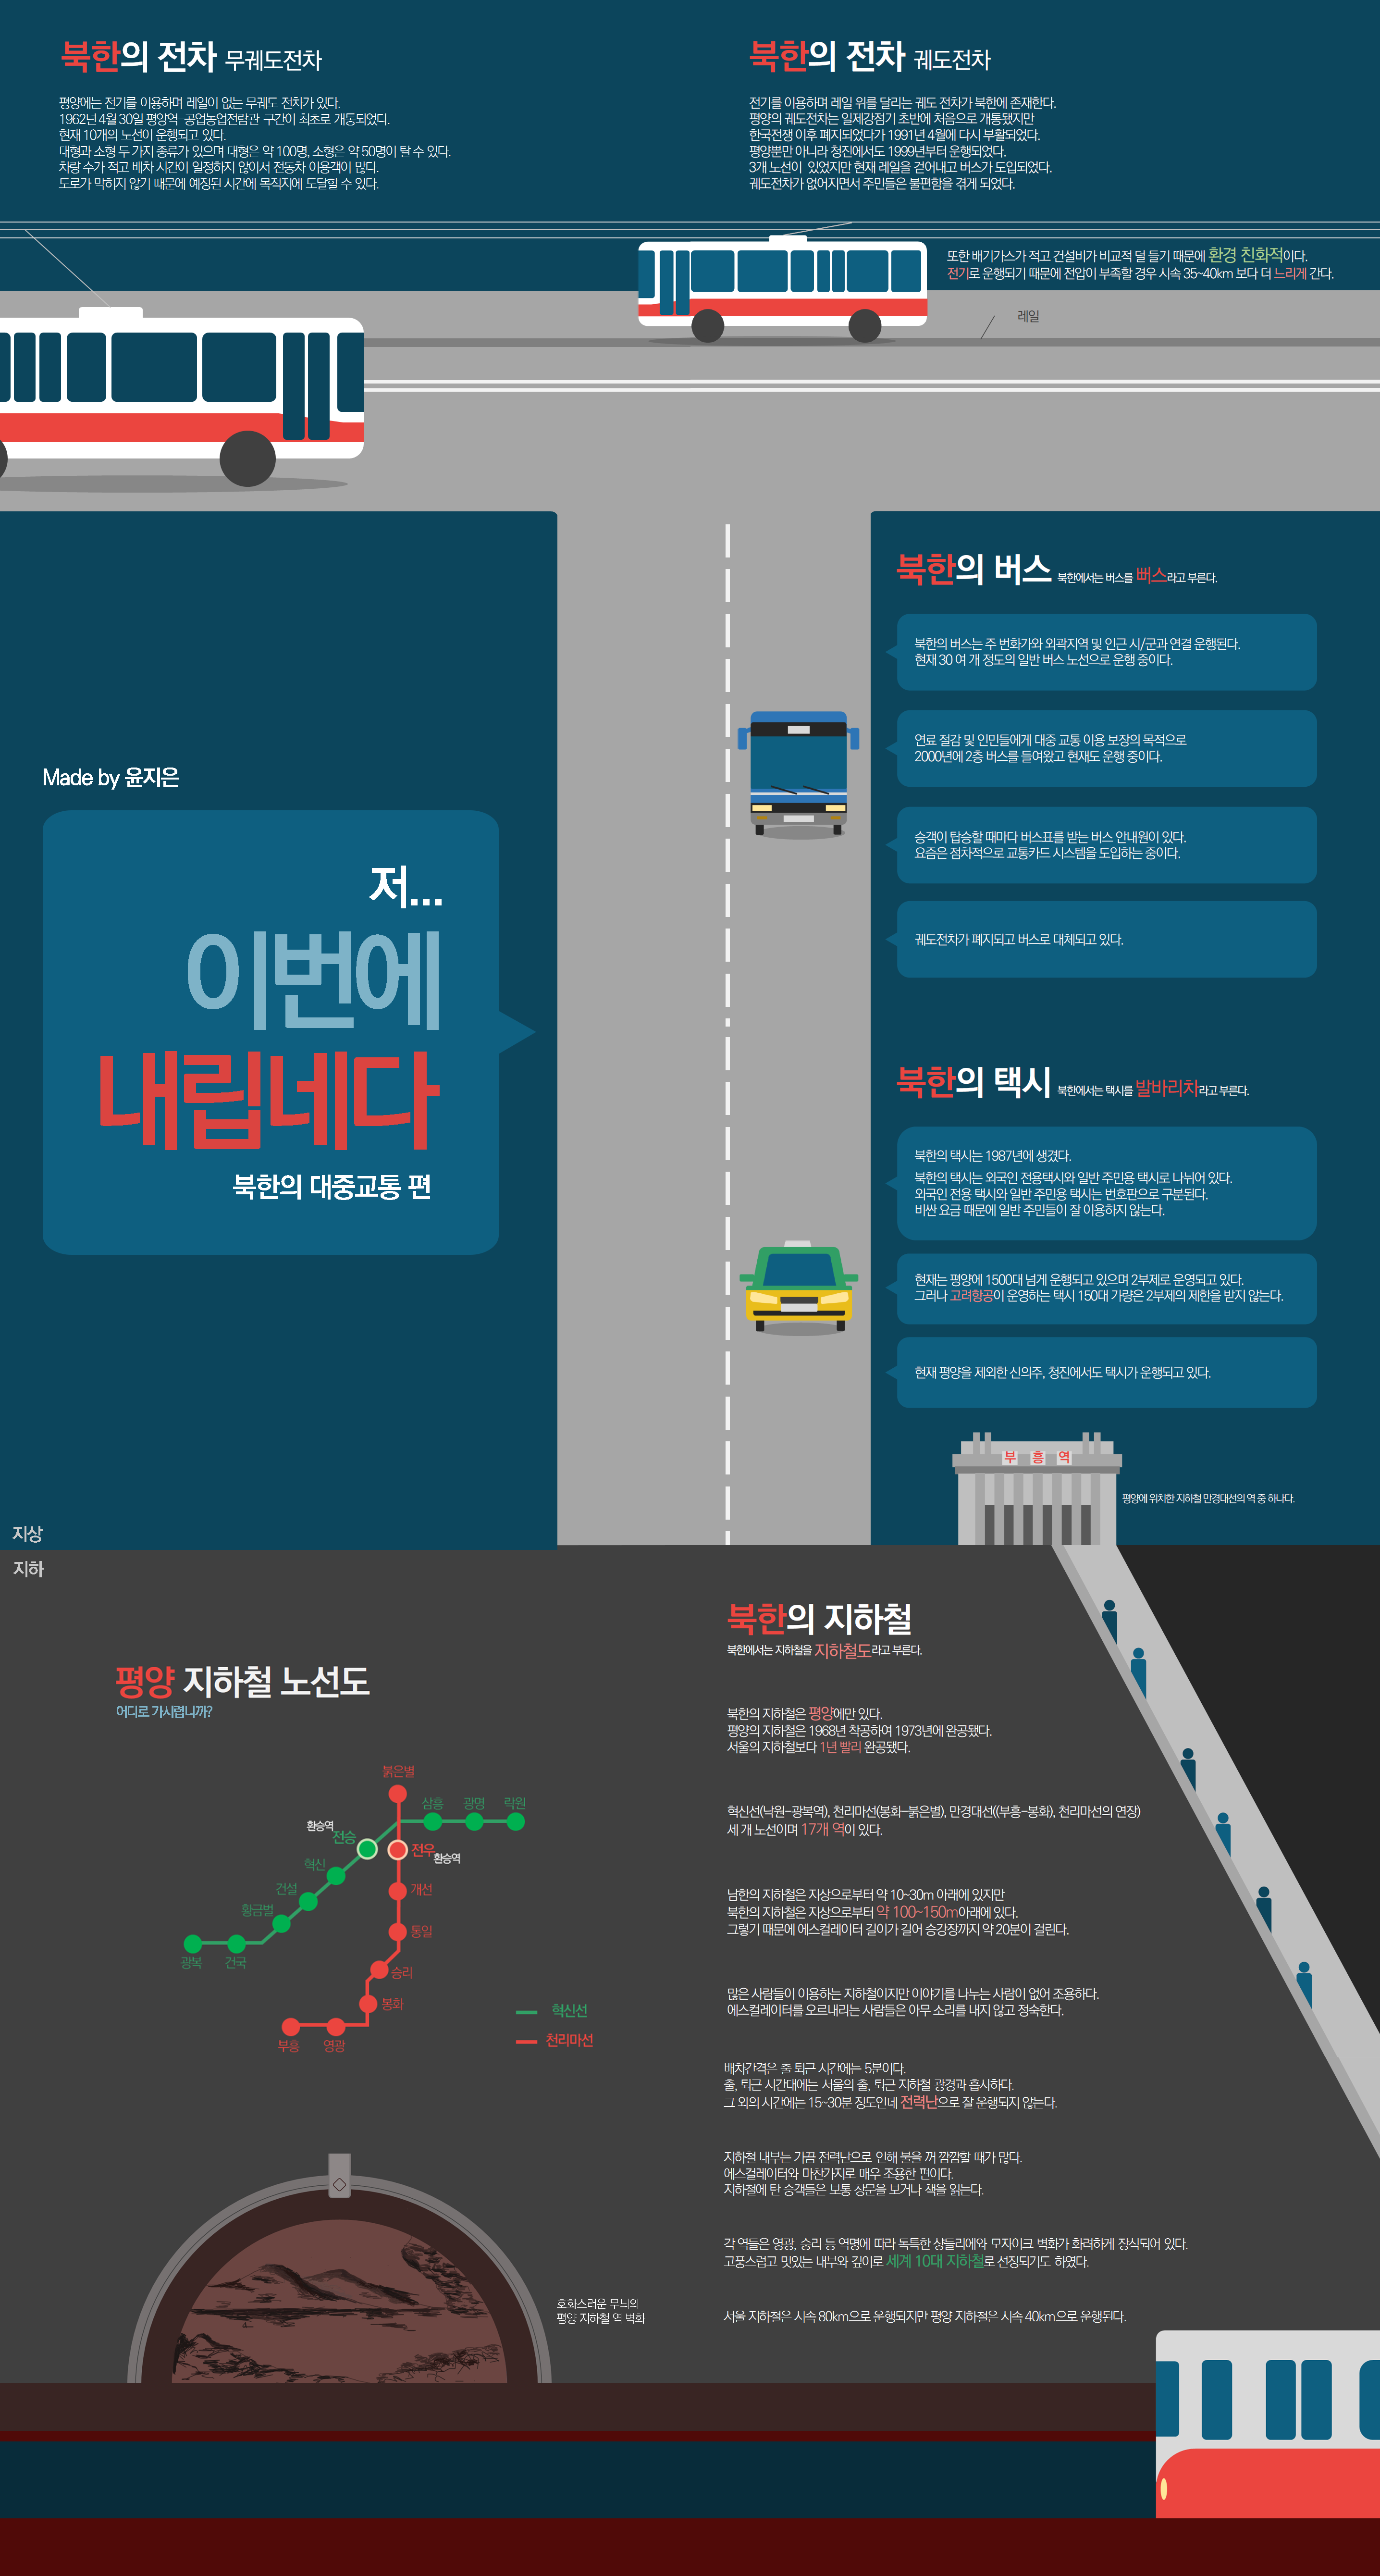 북한의 전차 무궤도전차
평양에는 전기를 이용하며 레일이 없는 무궤도 전차가 있다.
1962년 4월 30일 평양역-공업농업전람관 구간이 최초로 개통되었다.
현재 10개의 노선이 운행되고 있다.
대형과 소형 두 가지 종류가 있으며 대형은 약 100명, 소형은 약 50명이 탈 수 있다.
차량 수가 적고 배차 시간이 일정하지 않아서 전동차 이용객이 많다.
도로가 막히지 않기 때문에 예정된 시간에 목적지에 도달할 수 있다.
북한의 전차 궤도전차
전기를 이용하며 레일 위를 달리는 궤도 전차가 북한에 존재한다.
평양의 궤도전차는 일제강점기 초반에 처음으로 개통됐지만
한국전쟁 이후 폐지되었다가 1991년 4월에 다시 부활되었다.
평양뿐만 아니라 청진에서도 1999년부터 운행되었다.
3개 노선이 있었지만 현재 레일을 걷어내고 버스가 도입되었다.
궤도전차가 없어지면서 주민들은 불편함을 겪게 되었다.
또한 배기가스가 적고 건설비가 비교적 덜 들기 때문에 환경 친화적이다.
전기로 운행되기 때문에 전압이 부족할 경우 시속 35~40km 보다 더 느리게 간다.
레일
북한의 버스 북한에서는 버스를 뻐스라고 부른다.
북한의 버스는 주 번화가와 외곽지역 및 인근 시/군과 연결 운행된다.
현재 30 여 개 정도의 일반 버스 노선으로 운행 중이다.
연료 절감 및 인민들에게 대중 교통 이용 보장의 목적으로
2000년에 2층 버스를 들여왔고 현재도 운행 중이다.
승객이 탑승할 때마다 버스표를 받는 버스 안내원이 있다.
요즘은 점차적으로 교통카드 시스템을 도입하는 중이다.
궤도전차가 폐지되고 버스로 대체되고 있다.
Made by 윤지은
저...
이번에
내립네다
북한의 대중교통 편
북한의 택시 북한에서는 택시를 발바리차라고 부른다.
북한의 택시는 1987년에 생겼다.
북한의 택시는 외국인 전용택시와 일반 주민용 택시로 나뉘어 있다.
외국인 전용 택시와 일반 주민용 택시는 번호판으로 구분된다.
비싼 요금 때문에 일반 주민들이 잘 이용하지 않는다.
현재는 평양에 1500대 넘게 운행되고 있으며 2부제로 운영되고 있다.
그러나 고려항공이 운영하는 택시 150대 가량은 2부제의 제한을 받지 않는다.
현재 평양을 제외한 신의주, 청진에서도 택시가 운행되고 있다.
부 흥 역
평양에 위치한 지하철 만경대선의 역 중 하나다.
지상
지하
평양 지하철 노선도
어디로 가시렵니까?
붉은별
삼흥 광명 락원
환승역
전승
전우
환승역
혁신
개선
건설
황금벌
통일
광복 건국
승리
봉화
부흥 영광
혁신선
천리마선
호화스러운 무늬의
평양 지하철 역 벽화
북한의 지하철
북한에서는 지하철을 지하철도라고 부른다.
북한의 지하철은 평양에만 있다.
평양의 지하철은 1968년 착공하여 1973년에 완공됐다.
서울의 지하철보다 1년 빨리 완공됐다.
혁신선(낙원-광복역), 천리마선(봉화-붉은별), 만경대선((부흥-봉화), 천리마선의 연장)
세 개 노선이며 17개 역이 있다.
남한의 지하철은 지상으로부터 약 10~30m 아래에 있지만
북한의 지하철은 지상으로부터 약 100~150m아래에 있다.
그렇기 때문에 에스컬레이터 길이가 길어 승강장까지 약 20분이 걸린다.
많은 사람들이 이용하는 지하철이지만 이야기를 나누는 사람이 없어 조용하다.
에스컬레이터를 오르내리는 사람들은 아무 소리를 내지 않고 정숙한다.
배차간격은 출 퇴근 시간에는 5분이다.
출, 퇴근 시간대에는 서울의 출, 퇴근 지하철 광경과 흡사하다.
그 외의 시간에는 15~30분 정도인데 전력난으로 잘 운행되지 않는다.
지하철 내부는 가끔 전력난으로 인해 불을 꺼 깜깜할 때가 많다.
에스컬레이터와 마찬가지로 매우 조용한 편이다.
지하철에 탄 승객들은 보통 창문을 보거나 책을 읽는다.
각 역들은 영광, 승리 등 역명에 따라 독특한 샹들리에와 모자이크 벽화가 화려하게 장식되어 있다.
고풍스럽고 멋있는 내부와 깊이로 세계 10대 지하철로 선정되기도 하였다.
서울 지하철은 시속 80km으로 운행되지만 평양 지하철은 시속 40km으로 운행된다.